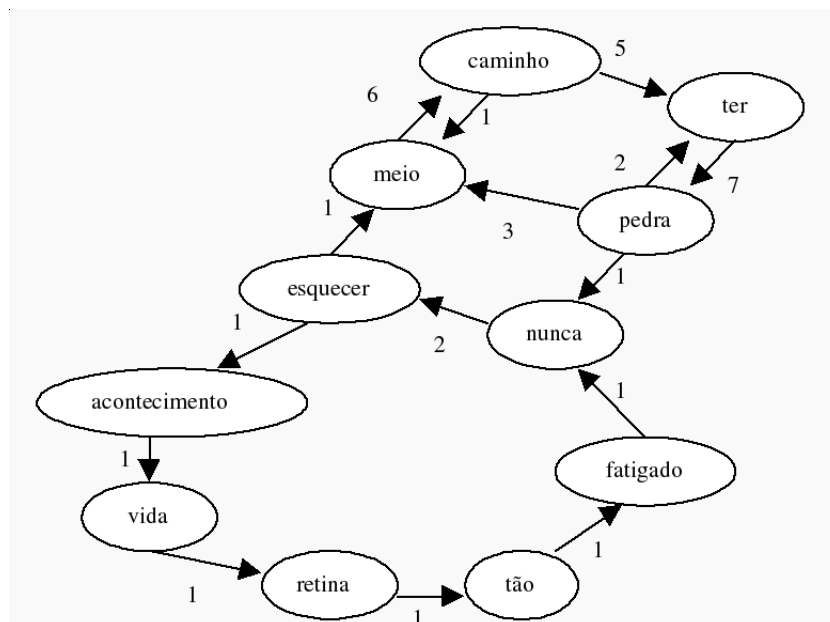 caminho
5
ter
6
1
meio
2
7
1
3
pedra
esquecer
1
1
2
nunca
acontecimento
1
1
fatigado
vida
1
retina
tão
1
1